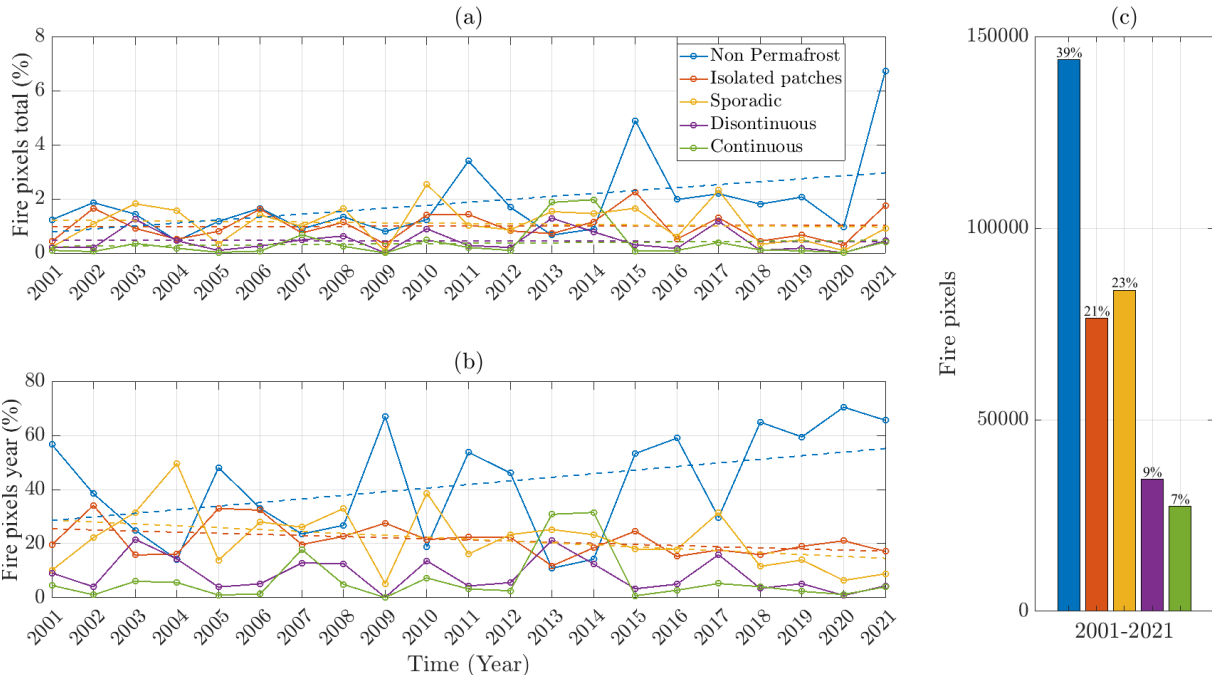 (a)
Fire pixels total (%)
8
6
4
2
0
Non Permafrost
Isolated patches
Sporadic
Disontinuous
Continuous
2001 2002 2003 2004 2005 2006 2007 2008 2009 2010 2011 2012 2013 2014 2015 2016 2017 2018 2019 2020 2021
(b)
Fire pixels year (%)
80
60
40
20
0
2001 2002 2003 2004 2005 2006 2007 2008 2009 2010 2011 2012 2013 2014 2015 2016 2017 2018 2019 2020 2021
Time (Year)
(c)
Fire pixels
150000
100000
50000
0
39%
21%
23%
9%
7%
2001-2021